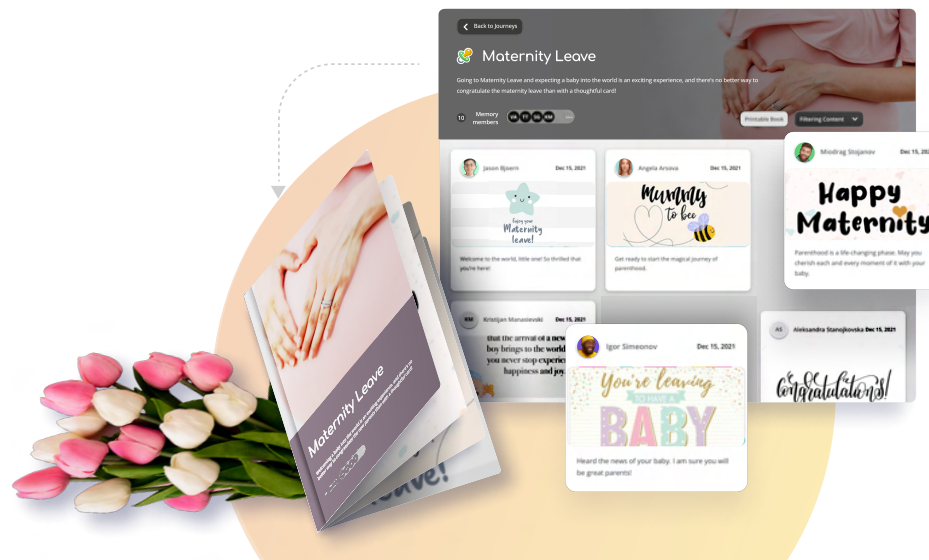 Back to Journeys
Maternity Leave
Going to Maternity Leave and expecting a baby into the world is an exciting experience, and there's no better way to
congratulate the maternity leave than with a thoughtful card!
10
Memory
members
VA TT SG KM
Printable Book
Filtering Content
Jason Bjoern
Dec 15, 2021
Enjoy your
Maternity
leave!
Welcome to the world, little one! So thrilled that
you're here!
Angela Arsova
Dec 15, 2021
Mummy
to bee
Get ready to start the magical journey of
parenthood.
Miodrag Stojanov
Dec 15,
Happy
Maternity
Parenthood is a life-changing phase. May you
cherish each and every moment of it with your
baby.
KM
Kristijan Manasievski
Dec 15, 2021
that the arrival of a new
boy brings to the world
you never stop
happiness and joy.
Igor Simeonov
Dec 15, 2021
You're leaving
TO HAVE A
BABY
Heard the news of your baby. I am sure you will
be great parents!
AS
Aleksandra Stanojkovska
Dec 15, 2021
Congratulations!
Maternity Leave
leave!